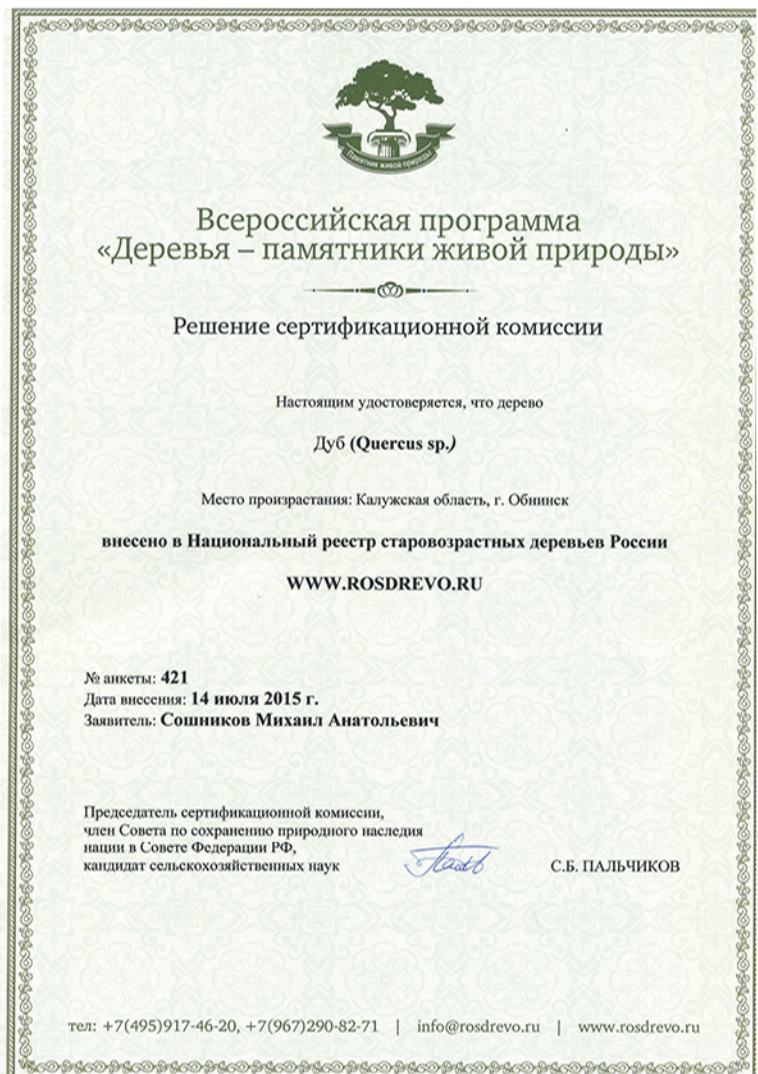 Памятник живой природы
Всероссийская программа
«Деревья – памятники живой природы»
Решение сертификационной комиссии
Настоящим удостоверяется, что дерево
Дуб (Quercus sp.)
Место произрастания: Калужская область, г. Обнинск
внесено в Национальный реестр старовозрастных деревьев России
WWW.ROSDREVO.RU
№ анкеты: 421
Дата внесения: 14 июля 2015 г.
Заявитель: Сошников Михаил Анатольевич
Председатель сертификационной комиссии,
член Совета по сохранению природного наследия
нации в Совете Федерации РФ,
кандидат сельскохозяйственных наук
С.Б. ПАЛЬЧИКОВ
тел: +7(495)917-46-20, +7(967)290-82-71 | info@rosdrevo.ru | www.rosdrevo.ru